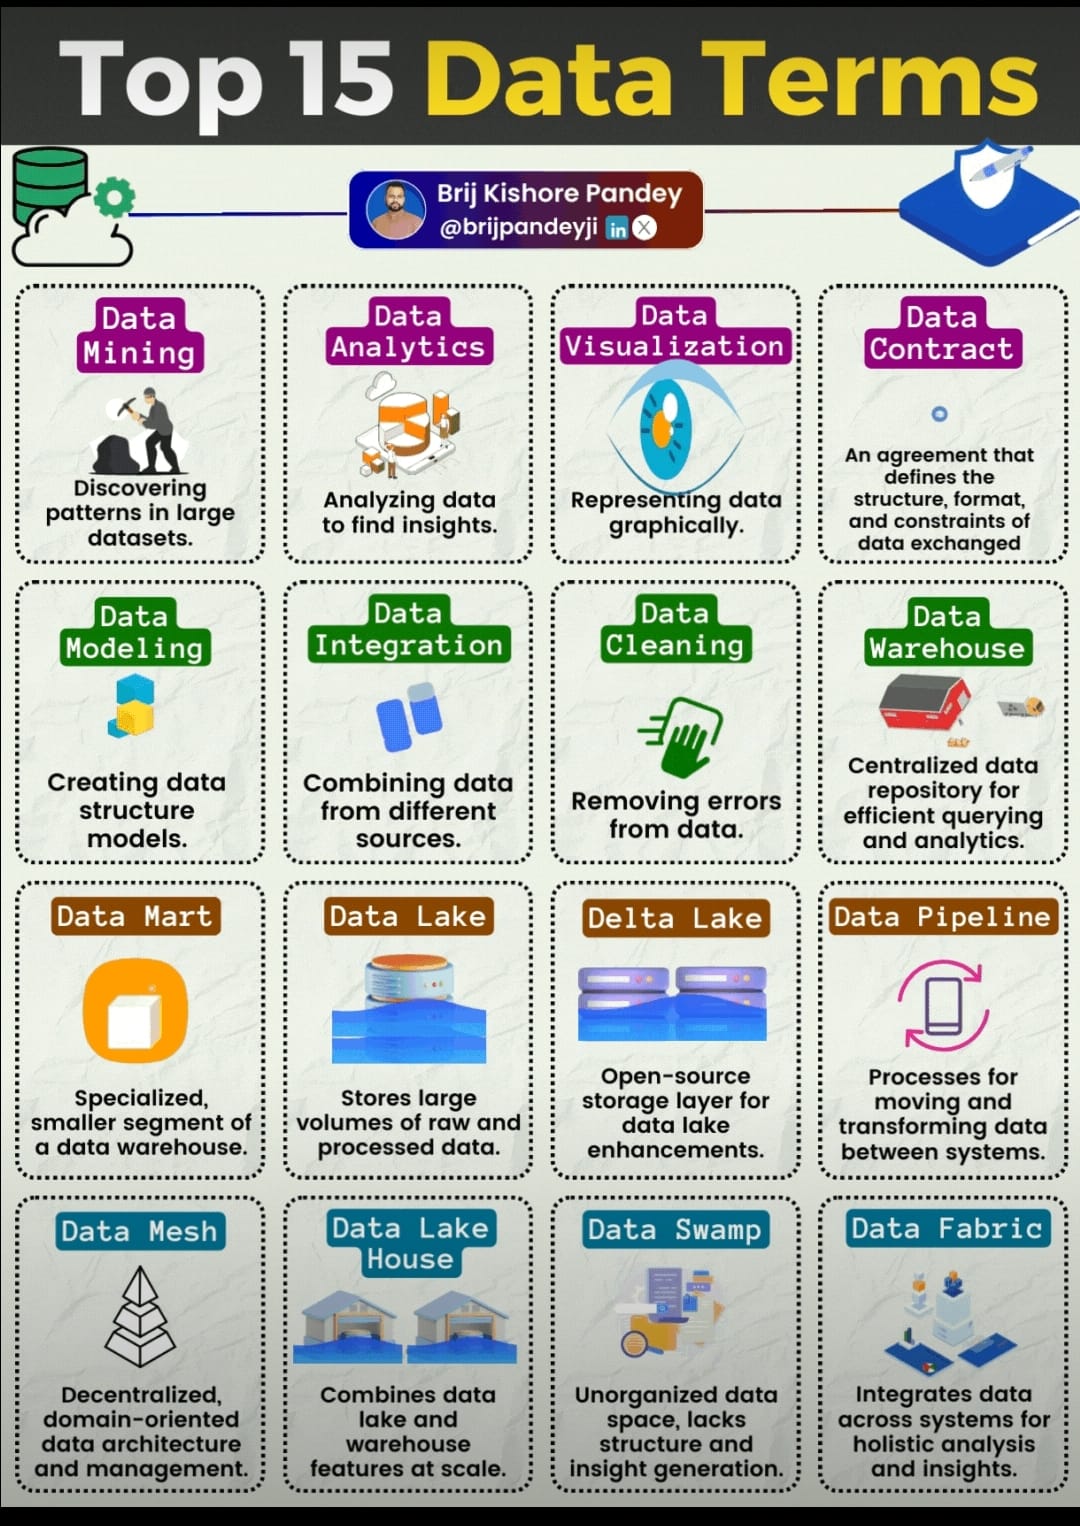 Top 15 Data Terms
Brij Kishore Pandey
@brijpandeyji in X
Data
Mining
Discovering
patterns in large
datasets.
Data
Analytics
Analyzing data
to find insights.
Data
Visualization
Representing data
graphically.
Data
Contract
An agreement that
defines the
structure, format,
and constraints of
data exchanged
Data
Modeling
Creating data
structure
models.
Data
Integration
Combining data
from different
sources.
Data
Cleaning
Removing errors
from data.
Data
Warehouse
Centralized data
repository for
efficient querying
and analytics.
Data Mart
Specialized,
smaller segment of
a data warehouse.
Data Lake
Stores large
volumes of raw and
processed data.
Delta Lake
Open-source
storage layer for
data lake
enhancements.
Data Pipeline
Processes for
moving and
transforming data
between systems.
Data Mesh
Decentralized,
domain-oriented
data architecture
and management.
Data Lake
House
Combines data
lake and
warehouse
features at scale.
Data Swamp
Unorganized data
space, lacks
structure and
insight generation.
Data Fabric
Integrates data
across systems for
holistic analysis
and insights.